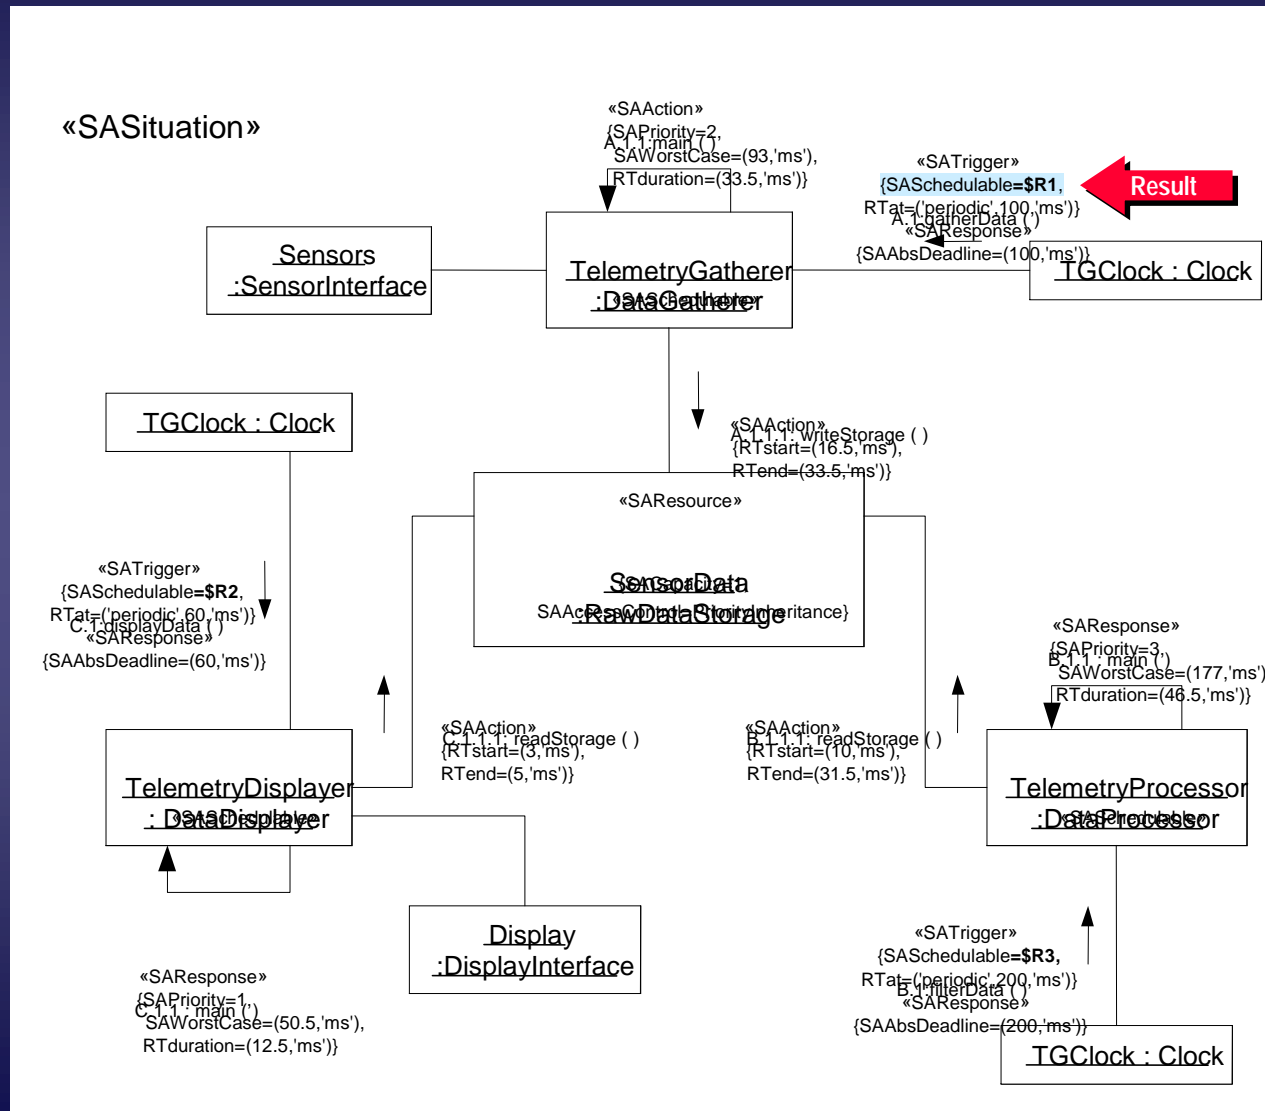 «SASituation»
«SAAction»
{SAPriority=2,
A.1.1:main ( )
SAWorstCase=(93,'ms'),
RTduration=(33.5,'ms')}
«SATrigger»
{SASchedulable=$R1,
RTat=('periodic',100,'ms')}
A.1:gatherData ( )
«SAResponse»
{SAAbsDeadline=(100,'ms')}
Result
Sensors
:SensorInterface
TelemetryGatherer
:DataGatherer
«SASchedulable»
TGClock : Clock
TGClock : Clock
«SAAction»
A.1.1.1: writeStorage ( )
{RTstart=(16.5,'ms'),
RTend=(33.5,'ms')}
«SAResource»
SensorData
:RawDataStorage
{SACapacity=1,
SAAccessControl=PriorityInheritance}
«SATrigger»
{SASchedulable=$R2,
RTat=('periodic',60,'ms')}
C.1:displayData ( )
«SAResponse»
{SAAbsDeadline=(60,'ms')}
«SAResponse»
{SAPriority=3,
B.1.1 : main ( )
SAWorstCase=(177,'ms')
RTduration=(46.5,'ms')}
«SAAction»
C.1.1.1: readStorage ( )
{RTstart=(3,'ms'),
RTend=(5,'ms')}
«SAAction»
B.1.1.1: readStorage ( )
{RTstart=(10,'ms'),
RTend=(31.5,'ms')}
TelemetryDisplayer
: DataDisplayer
«SASchedulable»
TelemetryProcessor
:DataProcessor
«SASchedulable»
Display
:DisplayInterface
«SATrigger»
{SASchedulable=$R3,
RTat=('periodic',200,'ms')}
B.1:filterData ( )
«SAResponse»
{SAAbsDeadline=(200,'ms')}
«SAResponse»
{SAPriority=1,
C.1.1 : main ( )
SAWorstCase=(50.5,'ms'),
RTduration=(12.5,'ms')}
TGClock : Clock